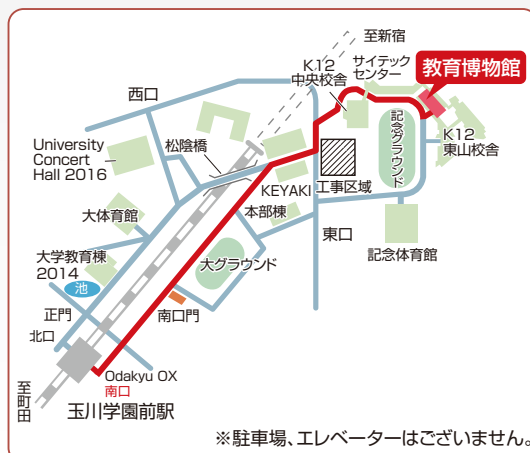 至新宿
K.12
中央校舎
サイテック
センター
教育博物館
西口
松陰橋
記念グラウンド
K.12
東山校舎
University
Concert
Hall 2016
KEYAKI
工事区域
大体育館
本部棟
東口
記念体育館
大学教育棟
2014
大グラウンド
池
正門
南口門
北口
Odakyu OX
南口
至町田
玉川学園前駅
※駐車場、エレベーターはございません。